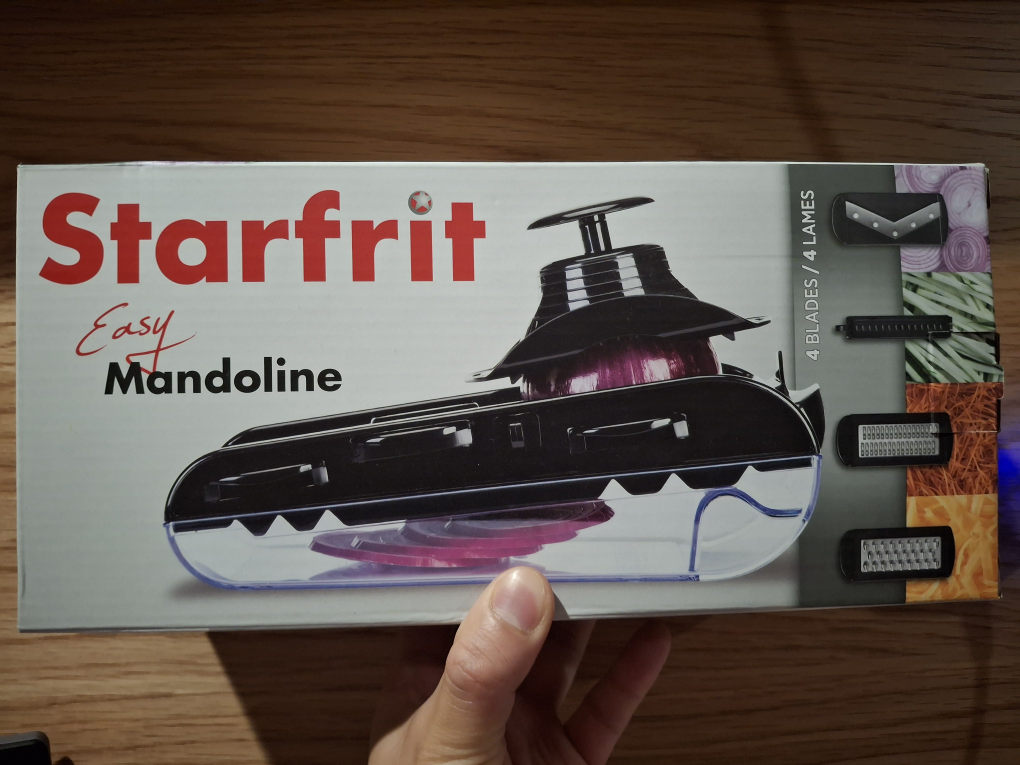 Starfrit
Easy
Mandoline
4 BLADES / 4 LAMES